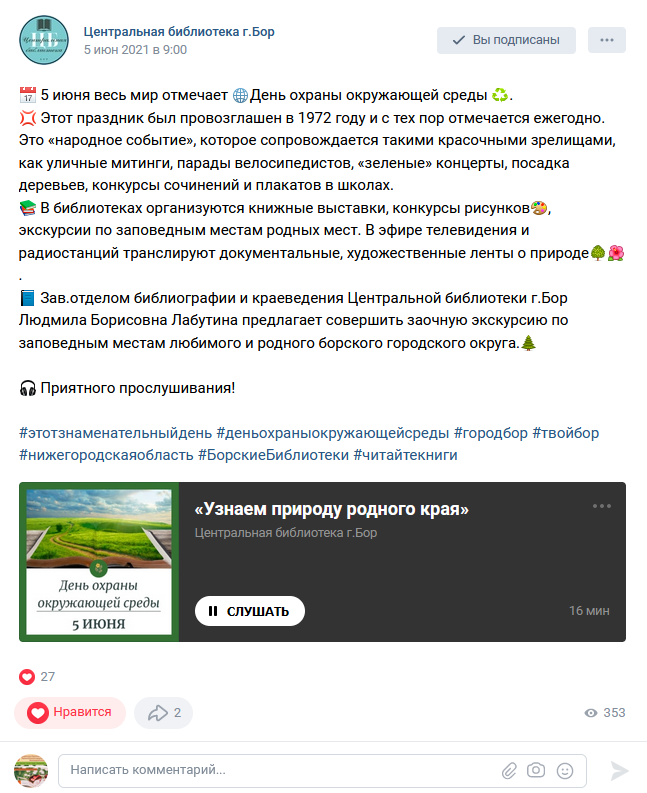 Центральная библиотека г.Бор
5 июн 2021 в 9:00
Вы подписаны
5 июня весь мир отмечает День охраны окружающей среды .
Этот праздник был провозглашен в 1972 году и с тех пор отмечается ежегодно.
Это «народное событие», которое сопровождается такими красочными зрелищами,
как уличные митинги, парады велосипедистов, «зеленые» концерты, посадка
деревьев, конкурсы сочинений и плакатов в школах.
В библиотеках организуются книжные выставки, конкурсы рисунков,
экскурсии по заповедным местам родных мест. В эфире телевидения и
радиостанций транслируют документальные, художественные ленты о природе
.
Зав.отделом библиографии и краеведения Центральной библиотеки г.Бор
Людмила Борисовна Лабутина предлагает совершить заочную экскурсию по
заповедным местам любимого и родного борского городского округа.
Приятного прослушивания!
#этотзнаменательныйдень #деньохраныокружающейсреды #городбор #твойбор
#нижегородскаяобласть #БорскиеБиблиотеки #читайтекниги
День охраны
окружающей среды
5 ИЮНЯ
«Узнаем природу родного края»
Центральная библиотека г.Бор
СЛУШАТЬ
16 мин
27
Нравится
2
353
Написать комментарий...